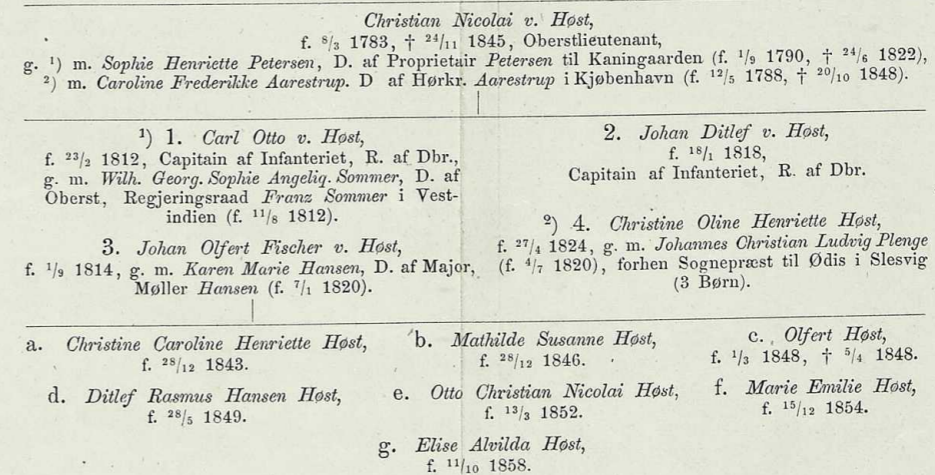 Christian Nicolai v. Høst,
f. 8/3 1783, † 24/11 1845, Oberstlieutenant,
g. ¹) m. Sophie Henriette Petersen, D. af Proprietair Petersen til Kaningaarden (f. 1/9 1790, † 24/6 1822),
²) m. Caroline Frederikke Aarestrup. D af Hørkr. Aarestrup i Kjøbenhavn (f. 12/5 1788, † 20/10 1848).
¹) 1. Carl Otto v. Høst,
f. 23/2 1812, Capitain af Infanteriet, R. af Dbr.,
g. m. Wilh. Georg. Sophie Angeliq. Sommer, D. af
Oberst, Regjeringsraad Franz Sommer i Vest-
indien (f. 11/8 1812).
2. Johan Ditlef v. Høst,
f. 18/1 1818,
Capitain af Infanteriet, R. af Dbr.
3. Johan Olfert Fischer v. Høst,
f. 1/9 1814, g. m. Karen Marie Hansen, D. af Major,
Møller Hansen (f. 7/1 1820).
²) 4. Christine Oline Henriette Høst,
f. 27/4 1824, g. m. Johannes Christian Ludvig Plenge
(f. 4/7 1820), forhen Sognepræst til Ødis i Slesvig
(3 Børn).
a. Christine Caroline Henriette Høst,
f. 28/12 1843.
b. Mathilde Susanne Høst,
f. 28/12 1846.
c. Olfert Høst,
f. 1/3 1848, † 5/4 1848.
d. Ditlef Rasmus Hansen Høst,
f. 28/5 1849.
e. Otto Christian Nicolai Høst,
f. 13/3 1852.
f. Marie Emilie Høst,
f. 15/12 1854.
g. Elise Alvilda Høst,
f. 11/10 1858.